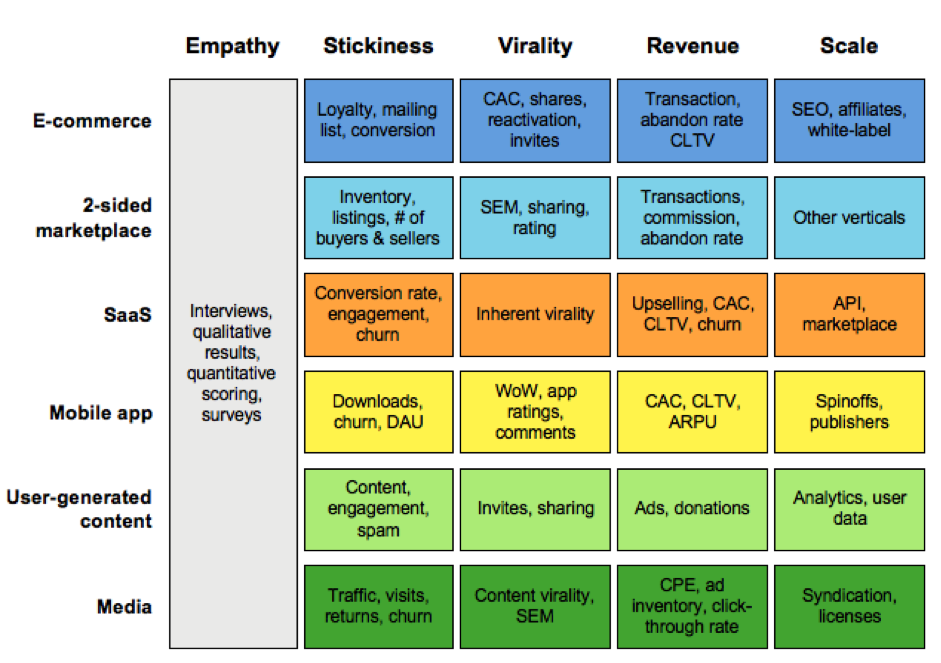 Empathy Stickiness Virality Revenue Scale
E-commerce
Loyalty, mailing
list, conversion
CAC, shares,
reactivation,
invites
Transaction,
abandon rate
CLTV
SEO, affiliates,
white-label
2-sided
marketplace
Inventory,
listings, # of
buyers & sellers
SEM, sharing,
rating
Transactions,
commission,
abandon rate
Other verticals
SaaS
Interviews,
qualitative
results,
quantitative
scoring,
surveys
Conversion rate,
engagement,
churn
Inherent virality
Upselling, CAC,
CLTV, churn
API,
marketplace
Mobile app
Downloads,
churn, DAU
WoW, app
ratings,
comments
CAC, CLTV,
ARPU
Spinoffs,
publishers
User-generated
content
Content,
engagement,
spam
Invites, sharing
Ads, donations
Analytics, user
data
Media
Traffic, visits,
returns, churn
Content virality,
SEM
CPE, ad
inventory, click-
through rate
Syndication,
licenses